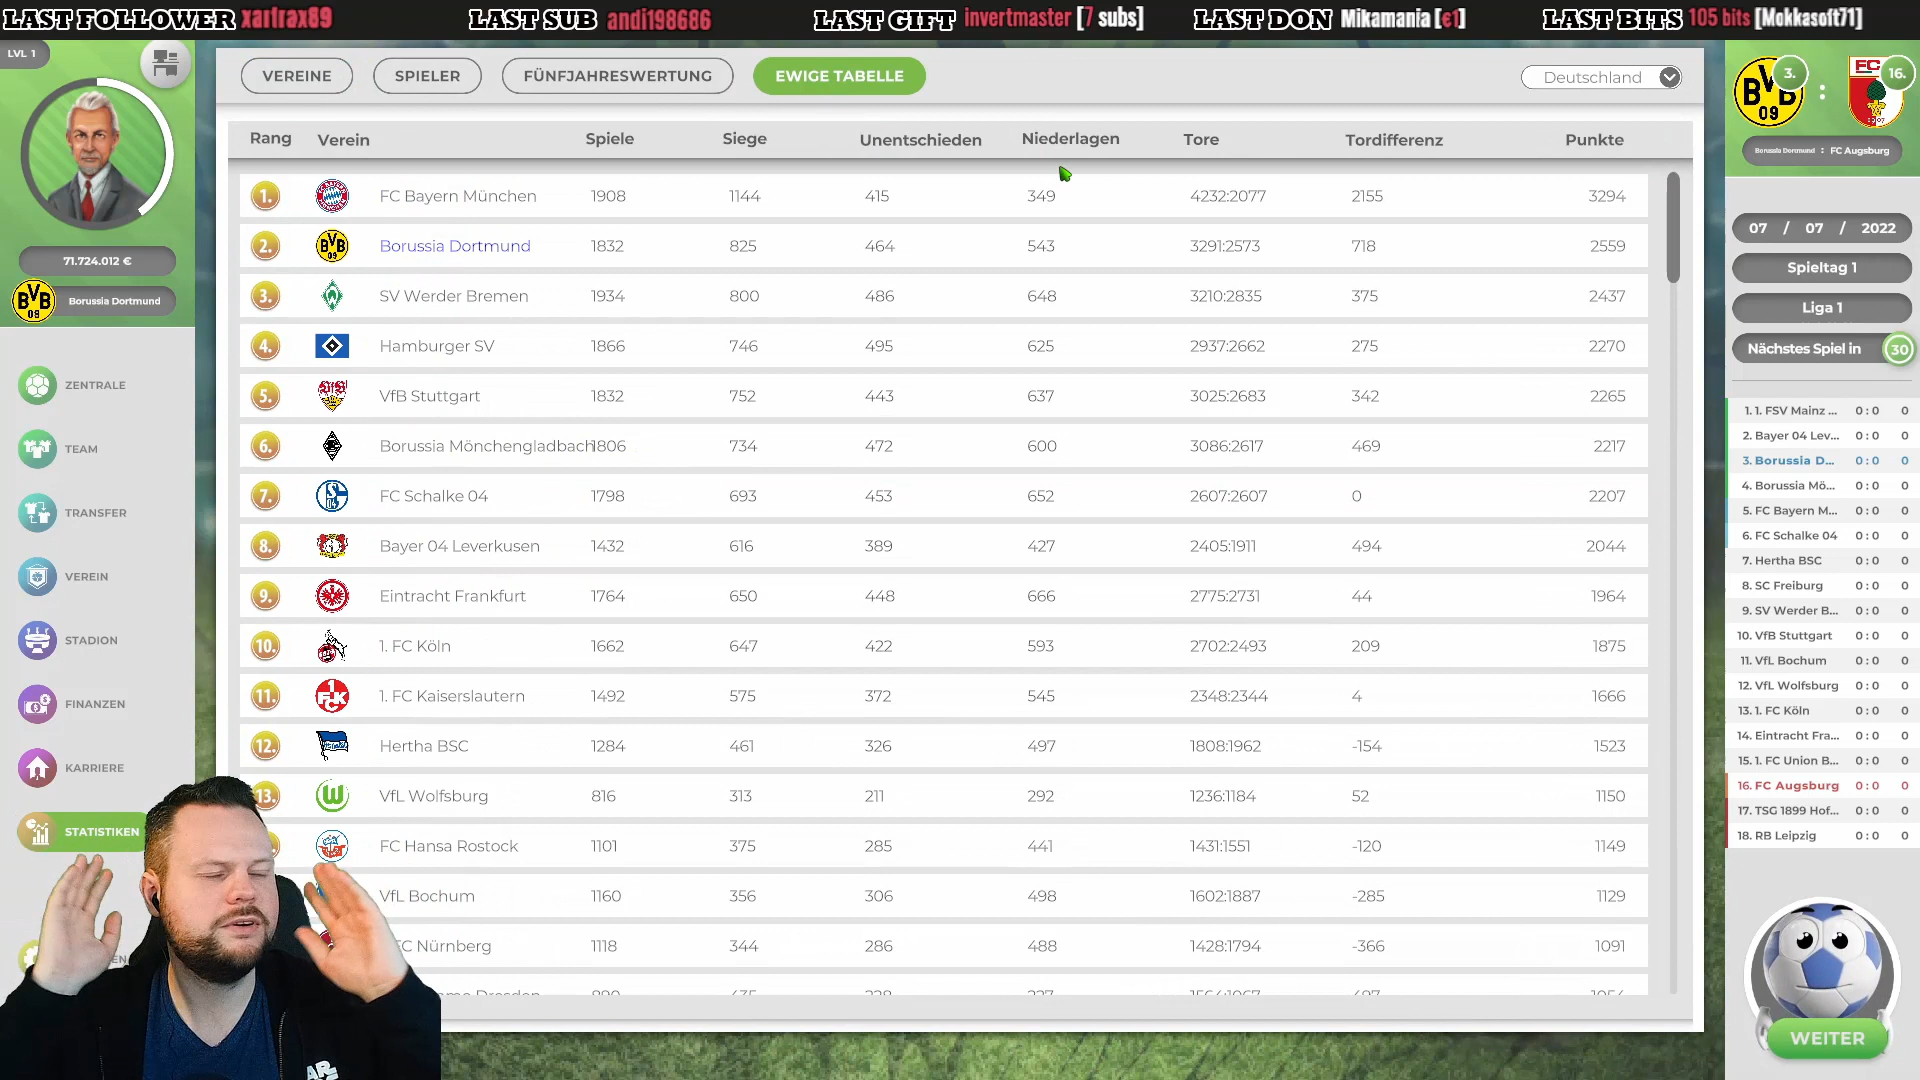 LAST FOLLOWER xartrax89 LAST SUB andi198686 LAST GIFT invertmaster [7 subs] LAST DON Mikamania [€1] LAST BITS 105 bits [Mokkasoft71]
LVL 1
71.724.012 €
Borussia Dortmund
ZENTRALE
TEAM
TRANSFER
VEREIN
STADION
FINANZEN
KARRIERE
STATISTIKEN
VEREINE SPIELER FÜNFJAHRESWERTUNG EWIGE TABELLE Deutschland
Rang Verein Spiele Siege Unentschieden Niederlagen Tore Tordifferenz Punkte
1. FC Bayern München 1908 1144 415 349 4232:2077 2155 3294
2. Borussia Dortmund 1832 825 464 543 3291:2573 718 2559
3. SV Werder Bremen 1934 800 486 648 3210:2835 375 2437
4. Hamburger SV 1866 746 495 625 2937:2662 275 2270
5. VfB Stuttgart 1832 752 443 637 3025:2683 342 2265
6. Borussia Mönchengladbach 1806 734 472 600 3086:2617 469 2217
7. FC Schalke 04 1798 693 453 652 2607:2607 0 2207
8. Bayer 04 Leverkusen 1432 616 389 427 2405:1911 494 2044
9. Eintracht Frankfurt 1764 650 448 666 2775:2731 44 1964
10. 1. FC Köln 1662 647 422 593 2702:2493 209 1875
11. 1. FC Kaiserslautern 1492 575 372 545 2348:2344 4 1666
12. Hertha BSC 1284 461 326 497 1808:1962 -154 1523
13. VfL Wolfsburg 816 313 211 292 1236:1184 52 1150
FC Hansa Rostock 1101 375 285 441 1431:1551 -120 1149
VfL Bochum 1160 356 306 498 1602:1887 -285 1129
FC Nürnberg 1118 344 286 488 1428:1794 -366 1091
3. : 16.
Borussia Dortmund : FC Augsburg
07 / 07 / 2022
Spieltag 1
Liga 1
Nächstes Spiel in 30
1. 1. FSV Mainz ... 0:0 0
2. Bayer 04 Lev... 0:0 0
3. Borussia D... 0:0 0
4. Borussia Mö... 0:0 0
5. FC Bayern M... 0:0 0
6. FC Schalke 04 0:0 0
7. Hertha BSC 0:0 0
8. SC Freiburg 0:0 0
9. SV Werder B... 0:0 0
10. VfB Stuttgart 0:0 0
11. VfL Bochum 0:0 0
12. VfL Wolfsburg 0:0 0
13. 1. FC Köln 0:0 0
14. Eintracht Fra... 0:0 0
15. 1. FC Union B... 0:0 0
16. FC Augsburg 0:0 0
17. TSG 1899 Hof... 0:0 0
18. RB Leipzig 0:0 0
WEITER